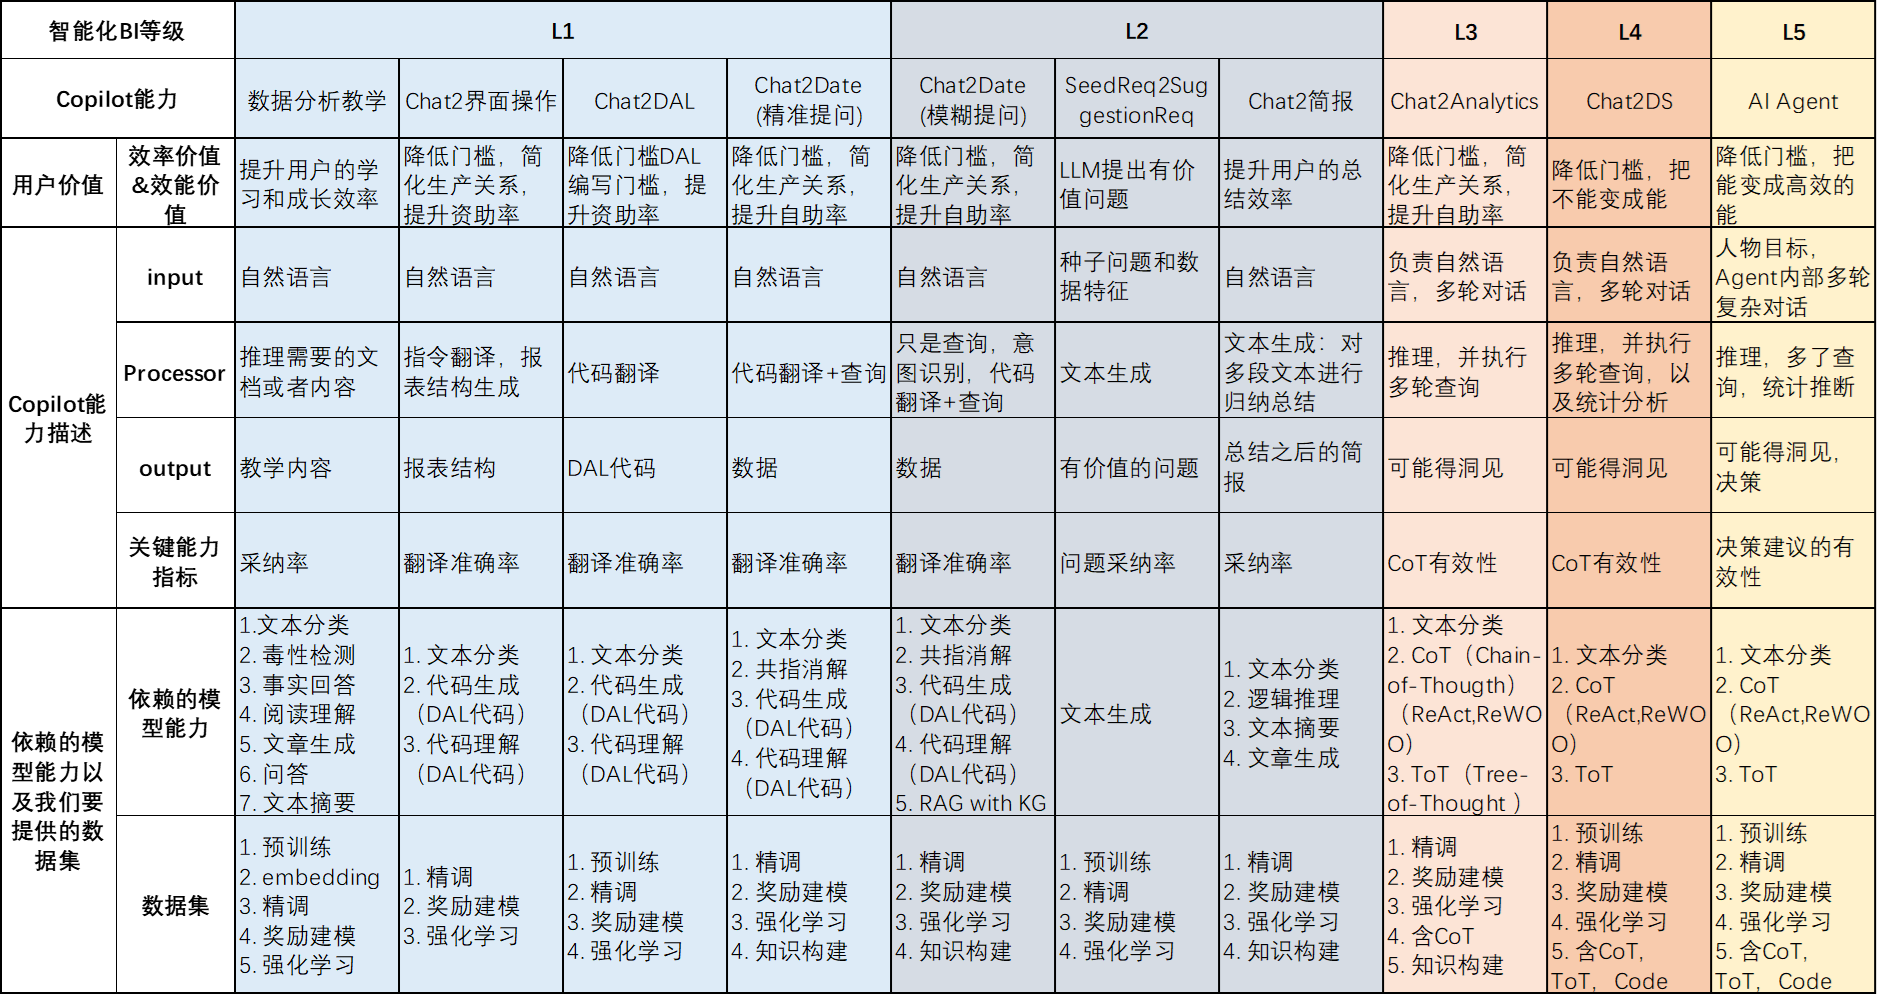 智能化BI等级
L1
L2
L3
L4
L5
Copilot能力
数据分析教学
Chat2界面操作
Chat2DAL
Chat2Date
(精准提问)
Chat2Date
(模糊提问)
SeedReq2Sug
gestionReq
Chat2简报
Chat2Analytics
Chat2DS
AI Agent
用户价值
效率价值
&效能价
值
提升用户的学
习和成长效率
降低门槛，简
化生产关系，
提升资助率
降低门槛DAL
编写门槛，提
升资助率
降低门槛，简
化生产关系，
提升自助率
降低门槛，简
化生产关系，
提升自助率
LLM提出有价
值问题
提升用户的总
结效率
降低门槛，简
化生产关系，
提升自助率
降低门槛，把
不能变成能
降低门槛，把
能变成高效的
能
Copilot能
力描述
input
自然语言
自然语言
自然语言
自然语言
自然语言
种子问题和数
据特征
自然语言
负责自然语
言，多轮对话
负责自然语
言，多轮对话
人物目标，
Agent内部多轮
复杂对话
Processor
推理需要的文
档或者内容
指令翻译，报
表结构生成
代码翻译
代码翻译+查询
只是查询，意
图识别，代码
翻译+查询
文本生成
文本生成：对
多段文本进行
归纳总结
推理，并执行
多轮查询
推理，并执行
多轮查询，以
及统计分析
推理，多了查
询，统计推断
output
教学内容
报表结构
DAL代码
数据
数据
有价值的问题
总结之后的简
报
可能得洞见
可能得洞见
可能得洞见，
决策
关键能力
指标
采纳率
翻译准确率
翻译准确率
翻译准确率
翻译准确率
问题采纳率
采纳率
CoT有效性
CoT有效性
决策建议的有
效性
依赖的模
型能力以
及我们要
提供的数
据集
依赖的模
型能力
1.文本分类
2. 毒性检测
3. 事实回答
4. 阅读理解
5. 文章生成
6. 问答
7. 文本摘要
1. 文本分类
2. 代码生成
（DAL代码）
3. 代码理解
（DAL代码）
1. 文本分类
2. 代码生成
（DAL代码）
3. 代码理解
（DAL代码）
1. 文本分类
2. 共指消解
3. 代码生成
（DAL代码）
4. 代码理解
（DAL代码）
1. 文本分类
2. 共指消解
3. 代码生成
（DAL代码）
4. 代码理解
（DAL代码）
5. RAG with KG
文本生成
1. 文本分类
2. 逻辑推理
3. 文本摘要
4. 文章生成
1. 文本分类
2. CoT（Chain-
of-Thougth）
（ReAct,ReWO
O）
3. ToT（Tree-
of-Thought ）
1. 文本分类
2. CoT
（ReAct,ReWO
O）
3. ToT
1. 文本分类
2. CoT
（ReAct,ReWO
O）
3. ToT
数据集
1. 预训练
2. embedding
3. 精调
4. 奖励建模
5. 强化学习
1. 精调
2. 奖励建模
3. 强化学习
1. 预训练
2. 精调
3. 奖励建模
4. 强化学习
1. 精调
2. 奖励建模
3. 强化学习
4. 知识构建
1. 精调
2. 奖励建模
3. 强化学习
4. 知识构建
1. 预训练
2. 精调
3. 奖励建模
4. 强化学习
1. 精调
2. 奖励建模
3. 强化学习
4. 知识构建
1. 精调
2. 奖励建模
3. 强化学习
4. 含CoT
5. 知识构建
1. 预训练
2. 精调
3. 奖励建模
4. 强化学习
5. 含CoT，
ToT，Code
1. 预训练
2. 精调
3. 奖励建模
4. 强化学习
5. 含CoT，
ToT，Code